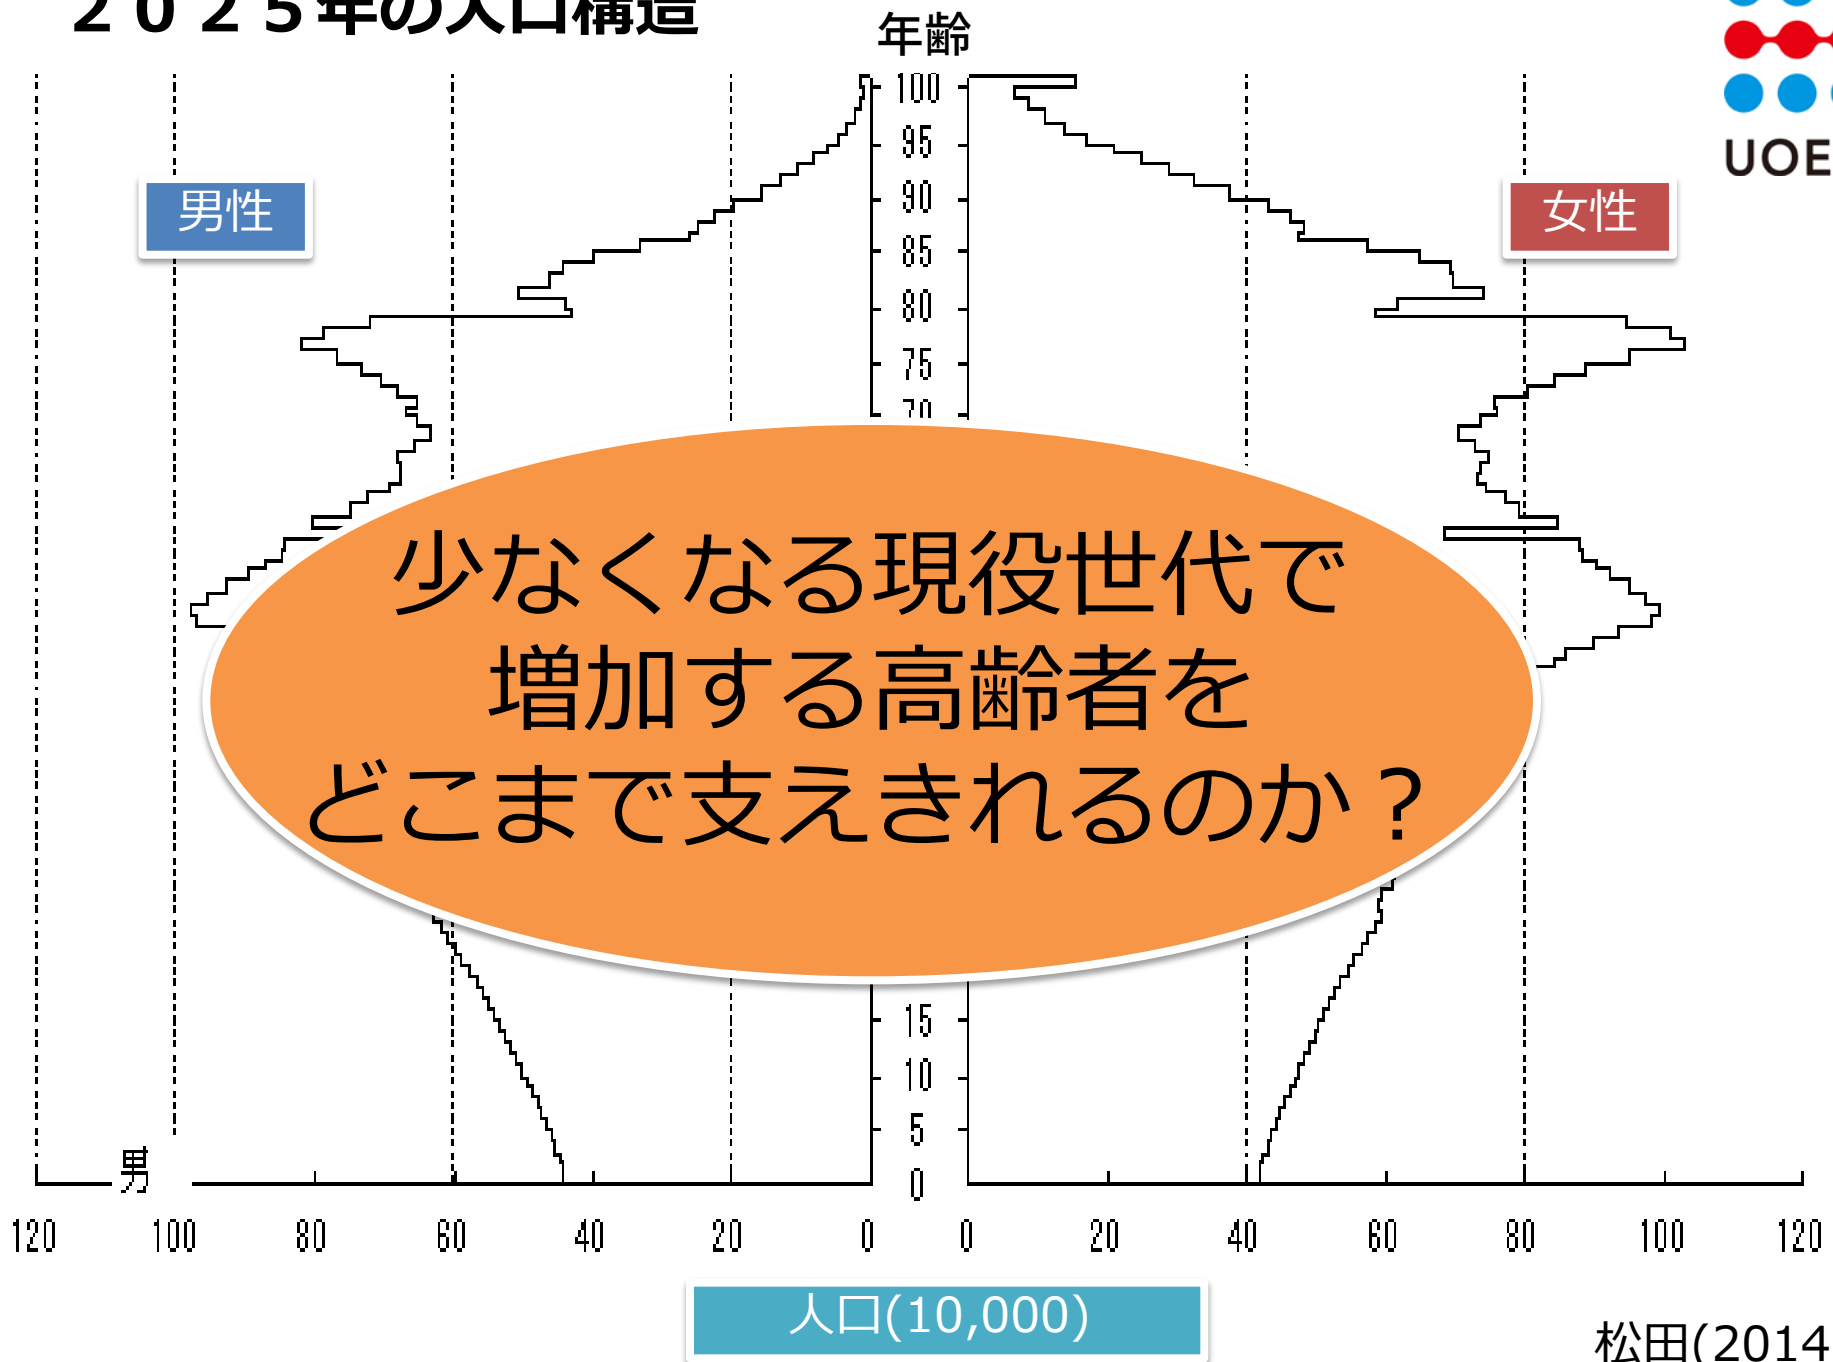 ２０２５年の人口構造
年齢
UOE
男性
女性
100
95
90
85
80
75
70
少なくなる現役世代で
増加する高齢者を
どこまで支えきれるのか？
15
10
5
0
男
120 100 80 60 40 20 0 0 20 40 60 80 100 120
人口(10,000)
松田(2014